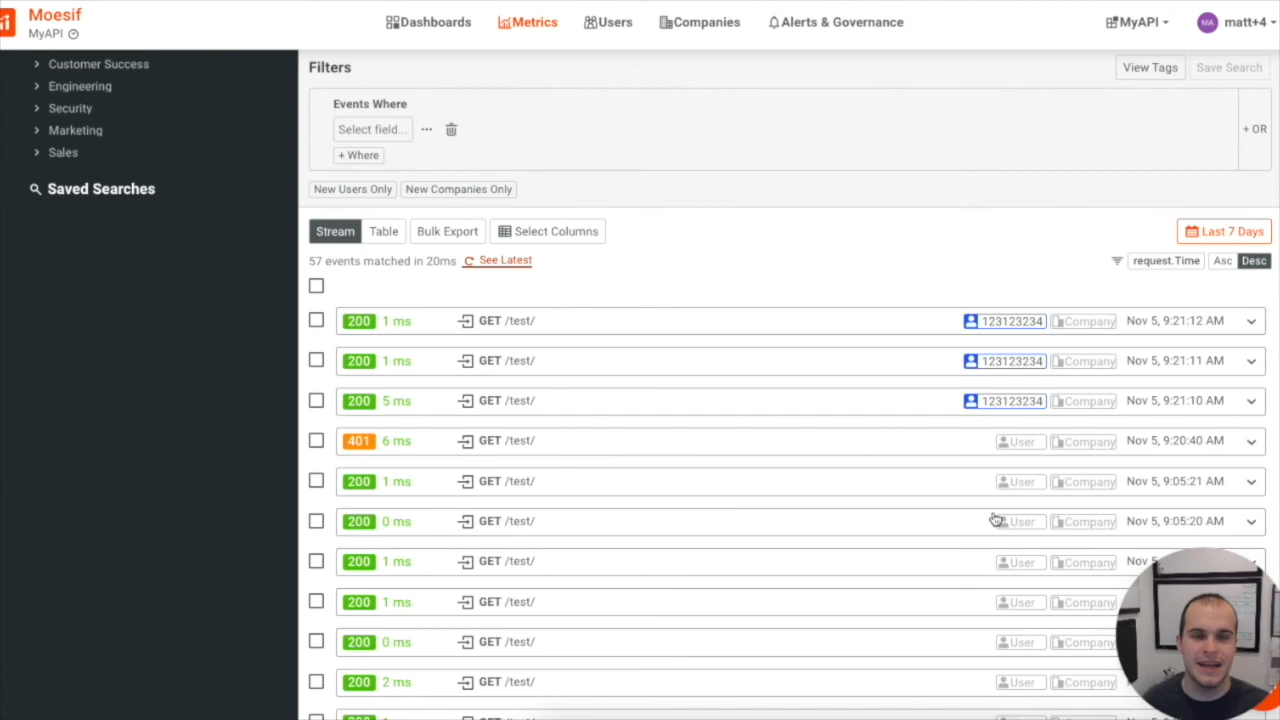 Moesif
MyAPI
Dashboards
Metrics
Users
Companies
Alerts & Governance
MyAPI
MA
matt+4
Customer Success
Engineering
Security
Marketing
Sales
Saved Searches
Filters
View Tags
Save Search
Events Where
Select field...
+ Where
+ OR
New Users Only
New Companies Only
Stream
Table
Bulk Export
Select Columns
Last 7 Days
57 events matched in 20ms
See Latest
request.Time
Asc
Desc
200 1 ms GET /test/ 123123234 Company Nov 5, 9:21:12 AM
200 1 ms GET /test/ 123123234 Company Nov 5, 9:21:11 AM
200 5 ms GET /test/ 123123234 Company Nov 5, 9:21:10 AM
401 6 ms GET /test/ User Company Nov 5, 9:20:40 AM
200 1 ms GET /test/ User Company Nov 5, 9:05:21 AM
200 0 ms GET /test/ User Company Nov 5, 9:05:20 AM
200 1 ms GET /test/ User Company Nov 5,
200 1 ms GET /test/ User Company
200 0 ms GET /test/ User Company
200 2 ms GET /test/ User Company